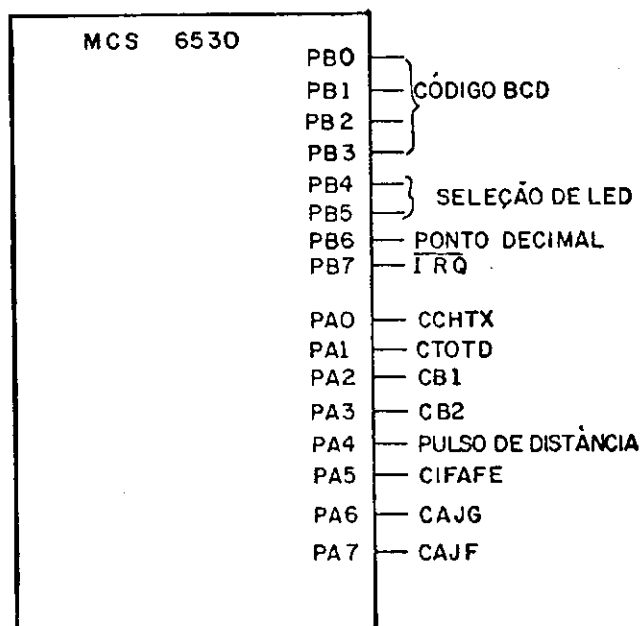 MCS 6530
PB0
PB1 CÓDIGO BCD
PB2
PB3
PB4
SELEÇÃO DE LED
PB5
PB6 PONTO DECIMAL
PB7 IRQ
PA0 CCHTX
PA1 CTOTD
PA2 CB1
PA3 CB2
PA4 PULSO DE DISTÂNCIA
PA5 CIFAFE
PA6 CAJG
PA7 CAJF